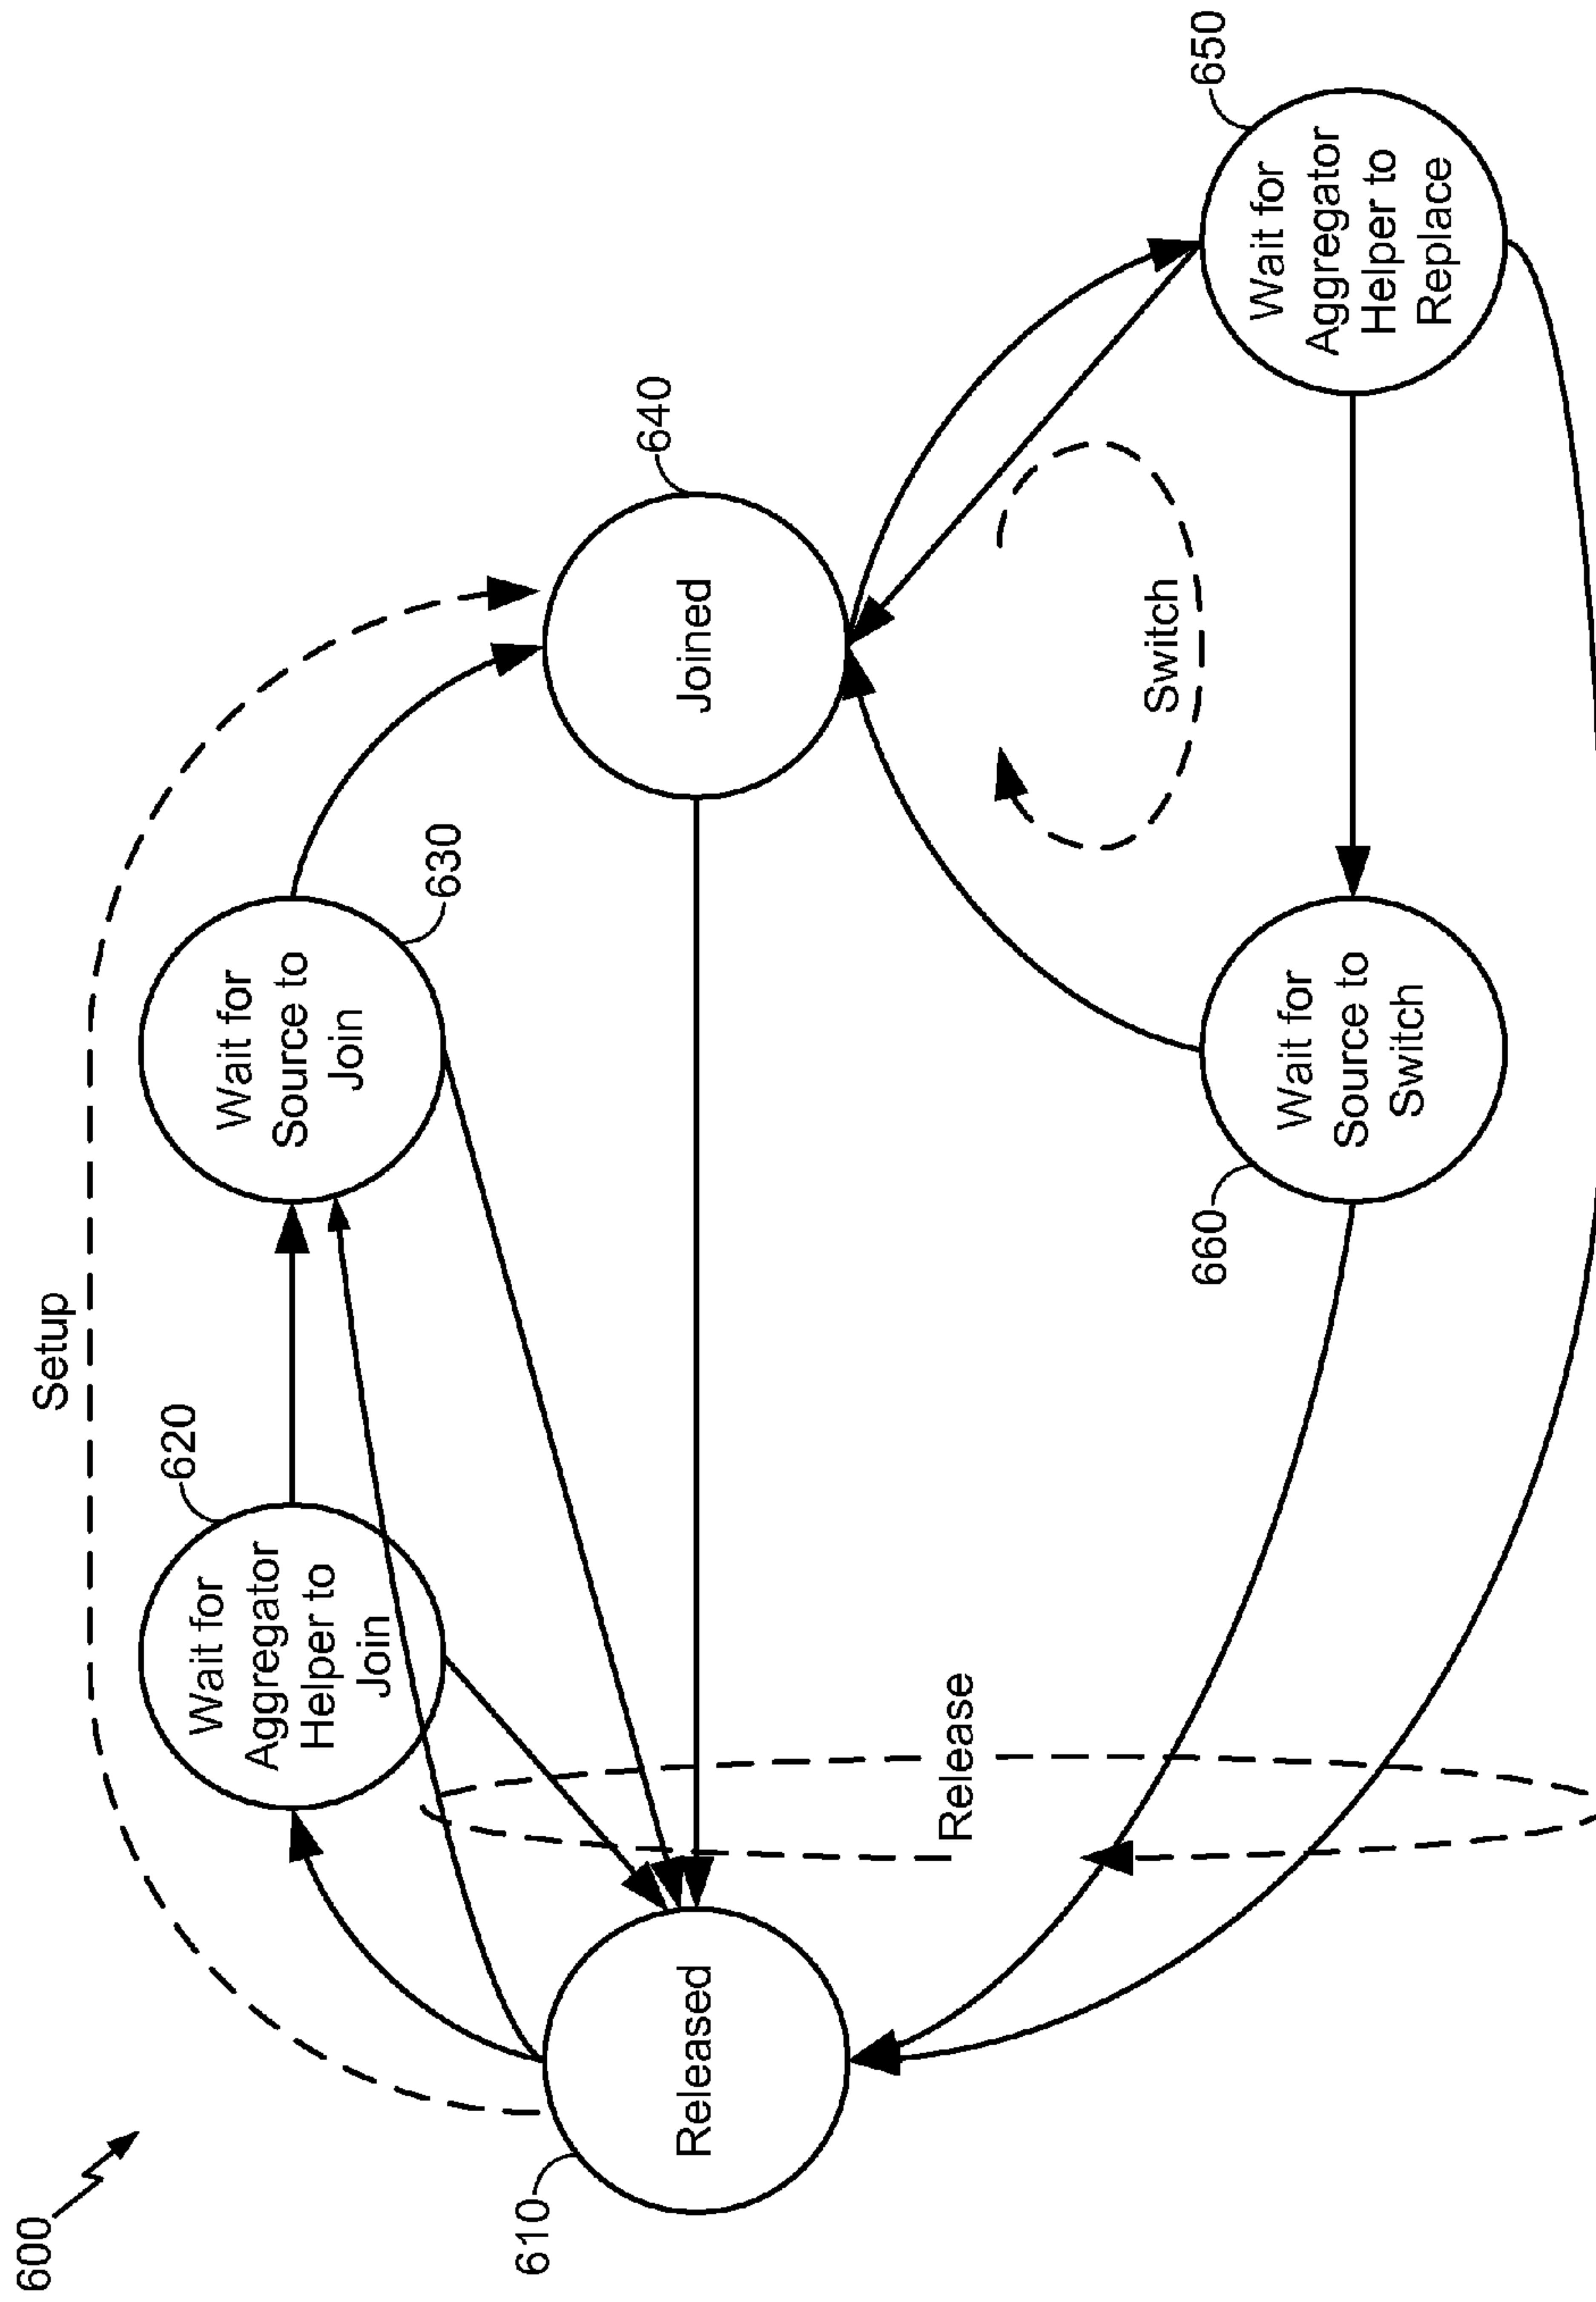 600
Setup
620
Wait for
Aggregator
Helper to
Join
Wait for
Source to
Join
630
610
Released
Joined
640
Release
Switch
660
Wait for
Source to
Switch
650
Wait for
Aggregator
Helper to
Replace